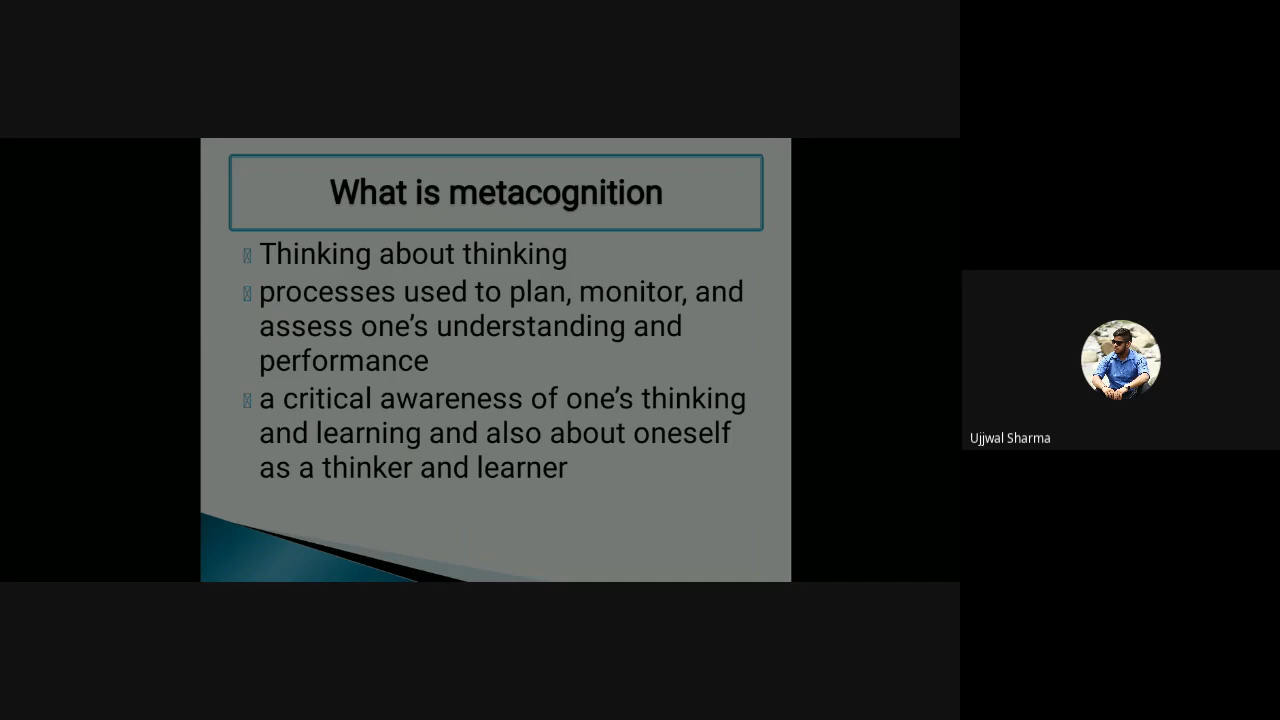 What is metacognition
Thinking about thinking
processes used to plan, monitor, and
assess one’s understanding and
performance
a critical awareness of one’s thinking
and learning and also about oneself
as a thinker and learner
Ujjwal Sharma